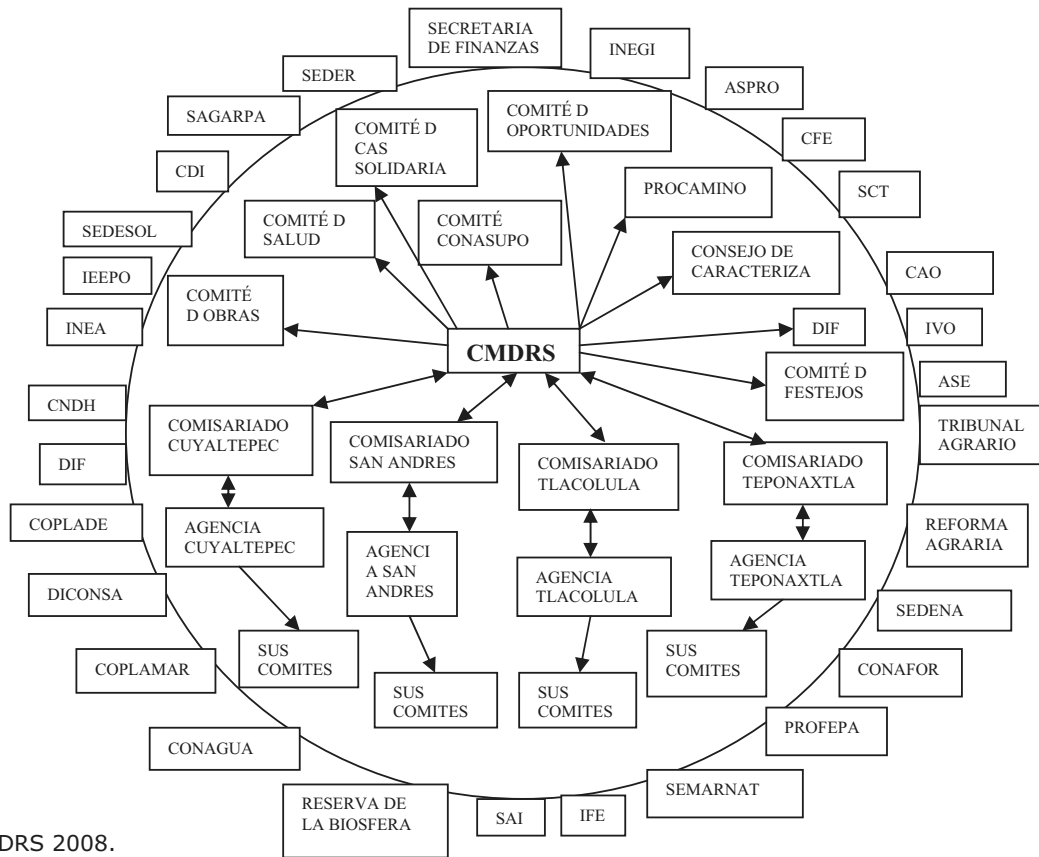 SECRETARIA
DE FINANZAS
INEGI
SEDER
ASPRO
SAGARPA
COMITÉ D
CAS
SOLIDARIA
COMITÉ D
OPORTUNIDADES
CFE
CDI
PROCAMINO
SCT
SEDESOL
COMITÉ D
SALUD
COMITÉ
CONASUPO
CONSEJO DE
CARACTERIZA
IEEPO
COMITÉ
D OBRAS
CAO
INEA
CMDRS
DIF
IVO
COMITÉ D
FESTEJOS
ASE
CNDH
COMISARIADO
CUYALTEPEC
COMISARIADO
SAN ANDRES
COMISARIADO
TLACOLULA
COMISARIADO
TEPONAXTLA
TRIBUNAL
AGRARIO
DIF
COPLADE
AGENCIA
CUYALTEPEC
AGENCI
A SAN
ANDRES
AGENCIA
TLACOLULA
AGENCIA
TEPONAXTLA
REFORMA
AGRARIA
DICONSA
SEDENA
COPLAMAR
SUS
COMITES
SUS
COMITES
SUS
COMITES
SUS
COMITES
CONAFOR
CONAGUA
PROFEPA
RESERVA DE
LA BIOSFERA
SAI
IFE
SEMARNAT
DRS 2008.